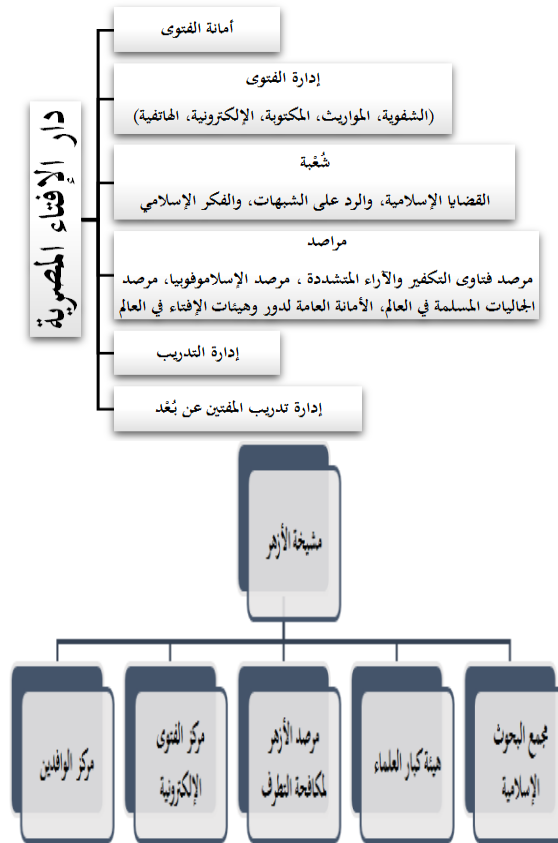 دار الإفتاء المصرية
أمانة الفتوى
إدارة الفتوى
(الشفوية، المواريث، المكتوبة، الإلكترونية، الهاتفية)
شُعْبة
القضايا الإسلامية، والرد على الشبهات، والفكر الإسلامي
مراصد
مرصد فتاوى التكفير والآراء المتشددة ، مرصد الإسلاموفوبيا، مرصد
الجاليات المسلمة في العالم، الأمانة العامة لدور وهيئات الإفتاء في العالم
إدارة التدريب
إدارة تدريب المفتين عن بُعْد
مشيخة الأزهر
مجمع البحوث
الإسلامية
هيئة كبار العلماء
مرصد الأزهر
لمكافحة التطرف
مركز الفتوى
الإلكترونية
مركز الوافدين